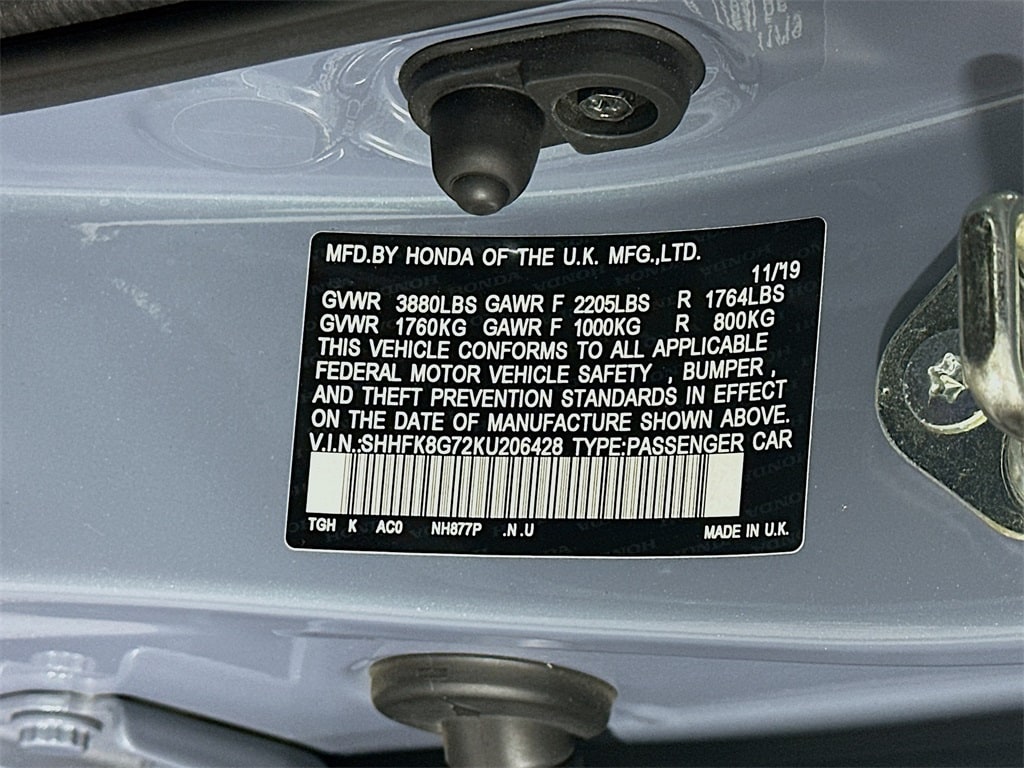 MFD.BY HONDA OF THE U.K. MFG.,LTD.
11/'19
GVWR 3880LBS GAWR F 2205LBS R 1764LBS
GVWR 1760KG GAWR F 1000KG R 800KG
THIS VEHICLE CONFORMS TO ALL APPLICABLE
FEDERAL MOTOR VEHICLE SAFETY , BUMPER ,
AND THEFT PREVENTION STANDARDS IN EFFECT
ON THE DATE OF MANUFACTURE SHOWN ABOVE.
V.I.N.:SHHFK8G72KU206428 TYPE:PASSENGER CAR
TGH K AC0 NH877P .N.U MADE IN U.K.